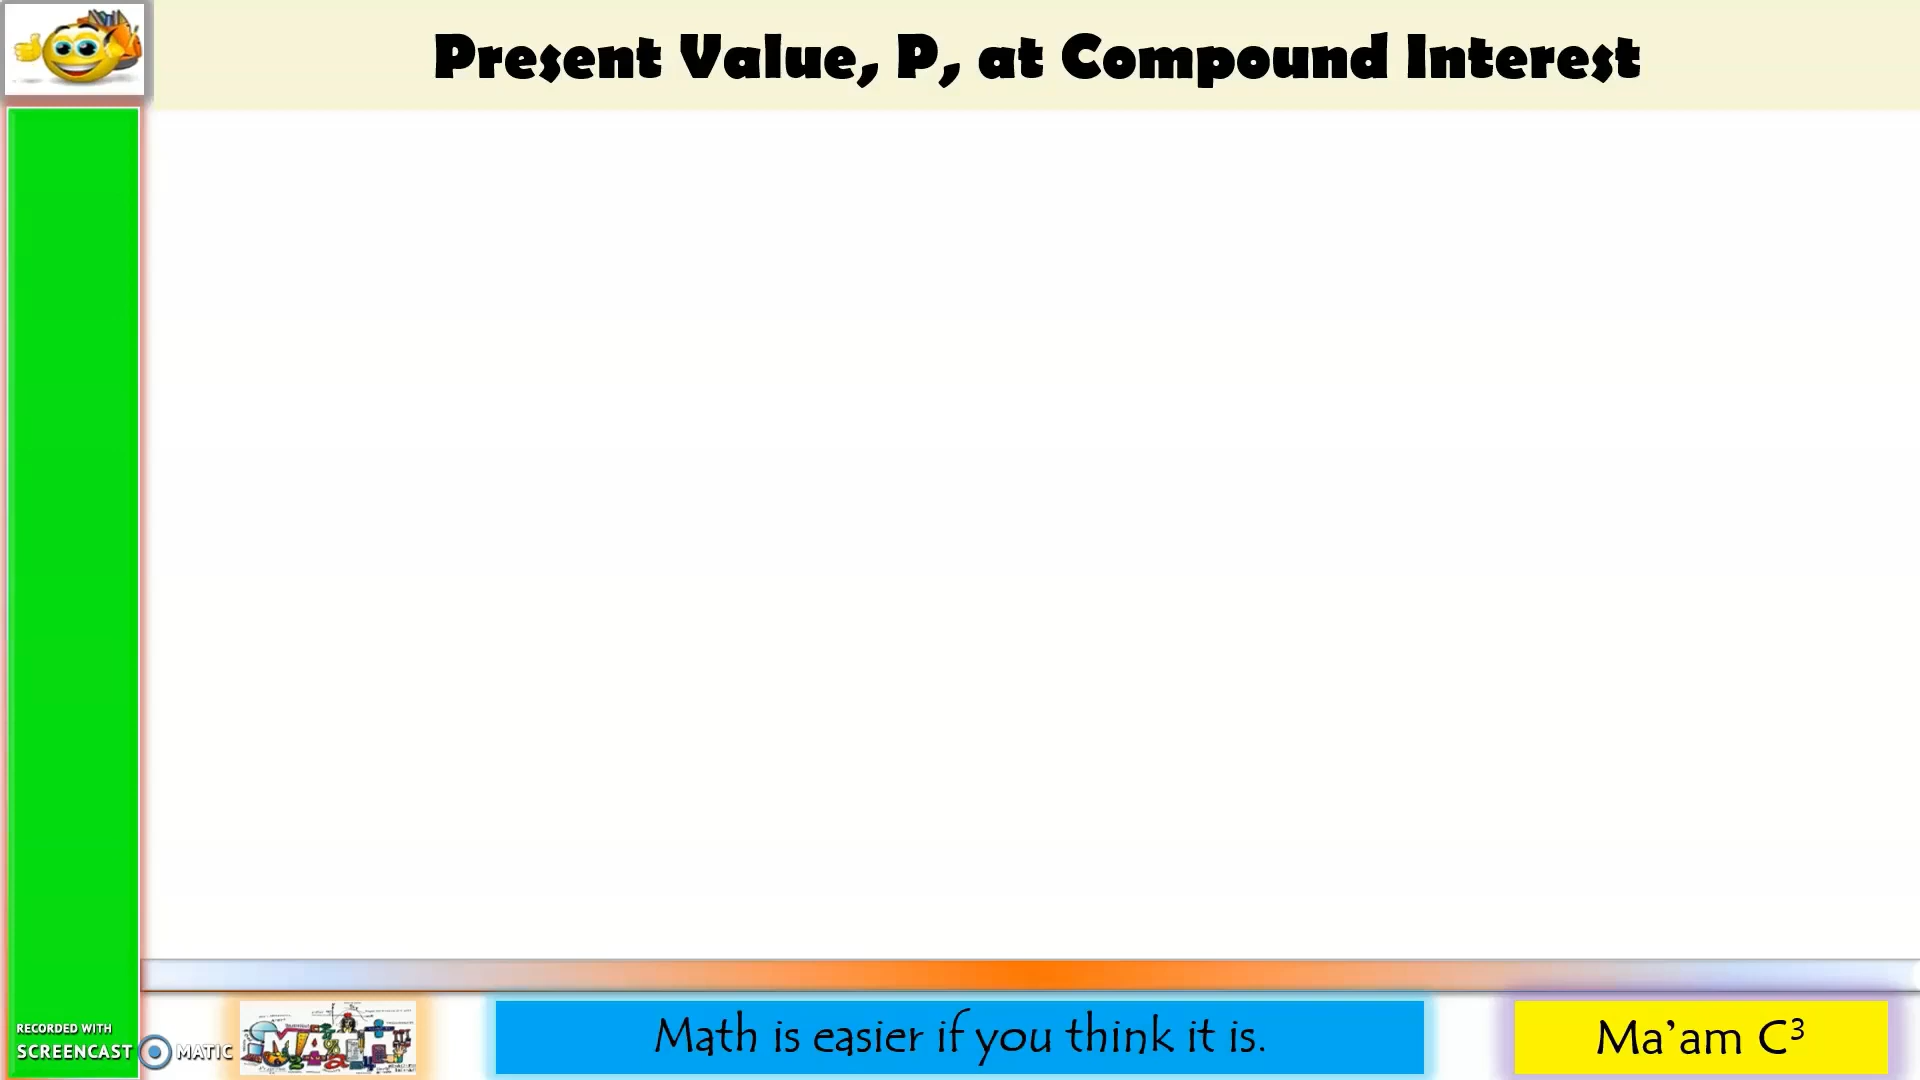 Present Value, P, at Compound Interest
RECORDED WITH
SCREENCAST MATIC
MATH
Math is easier if you think it is.
Ma’am C³